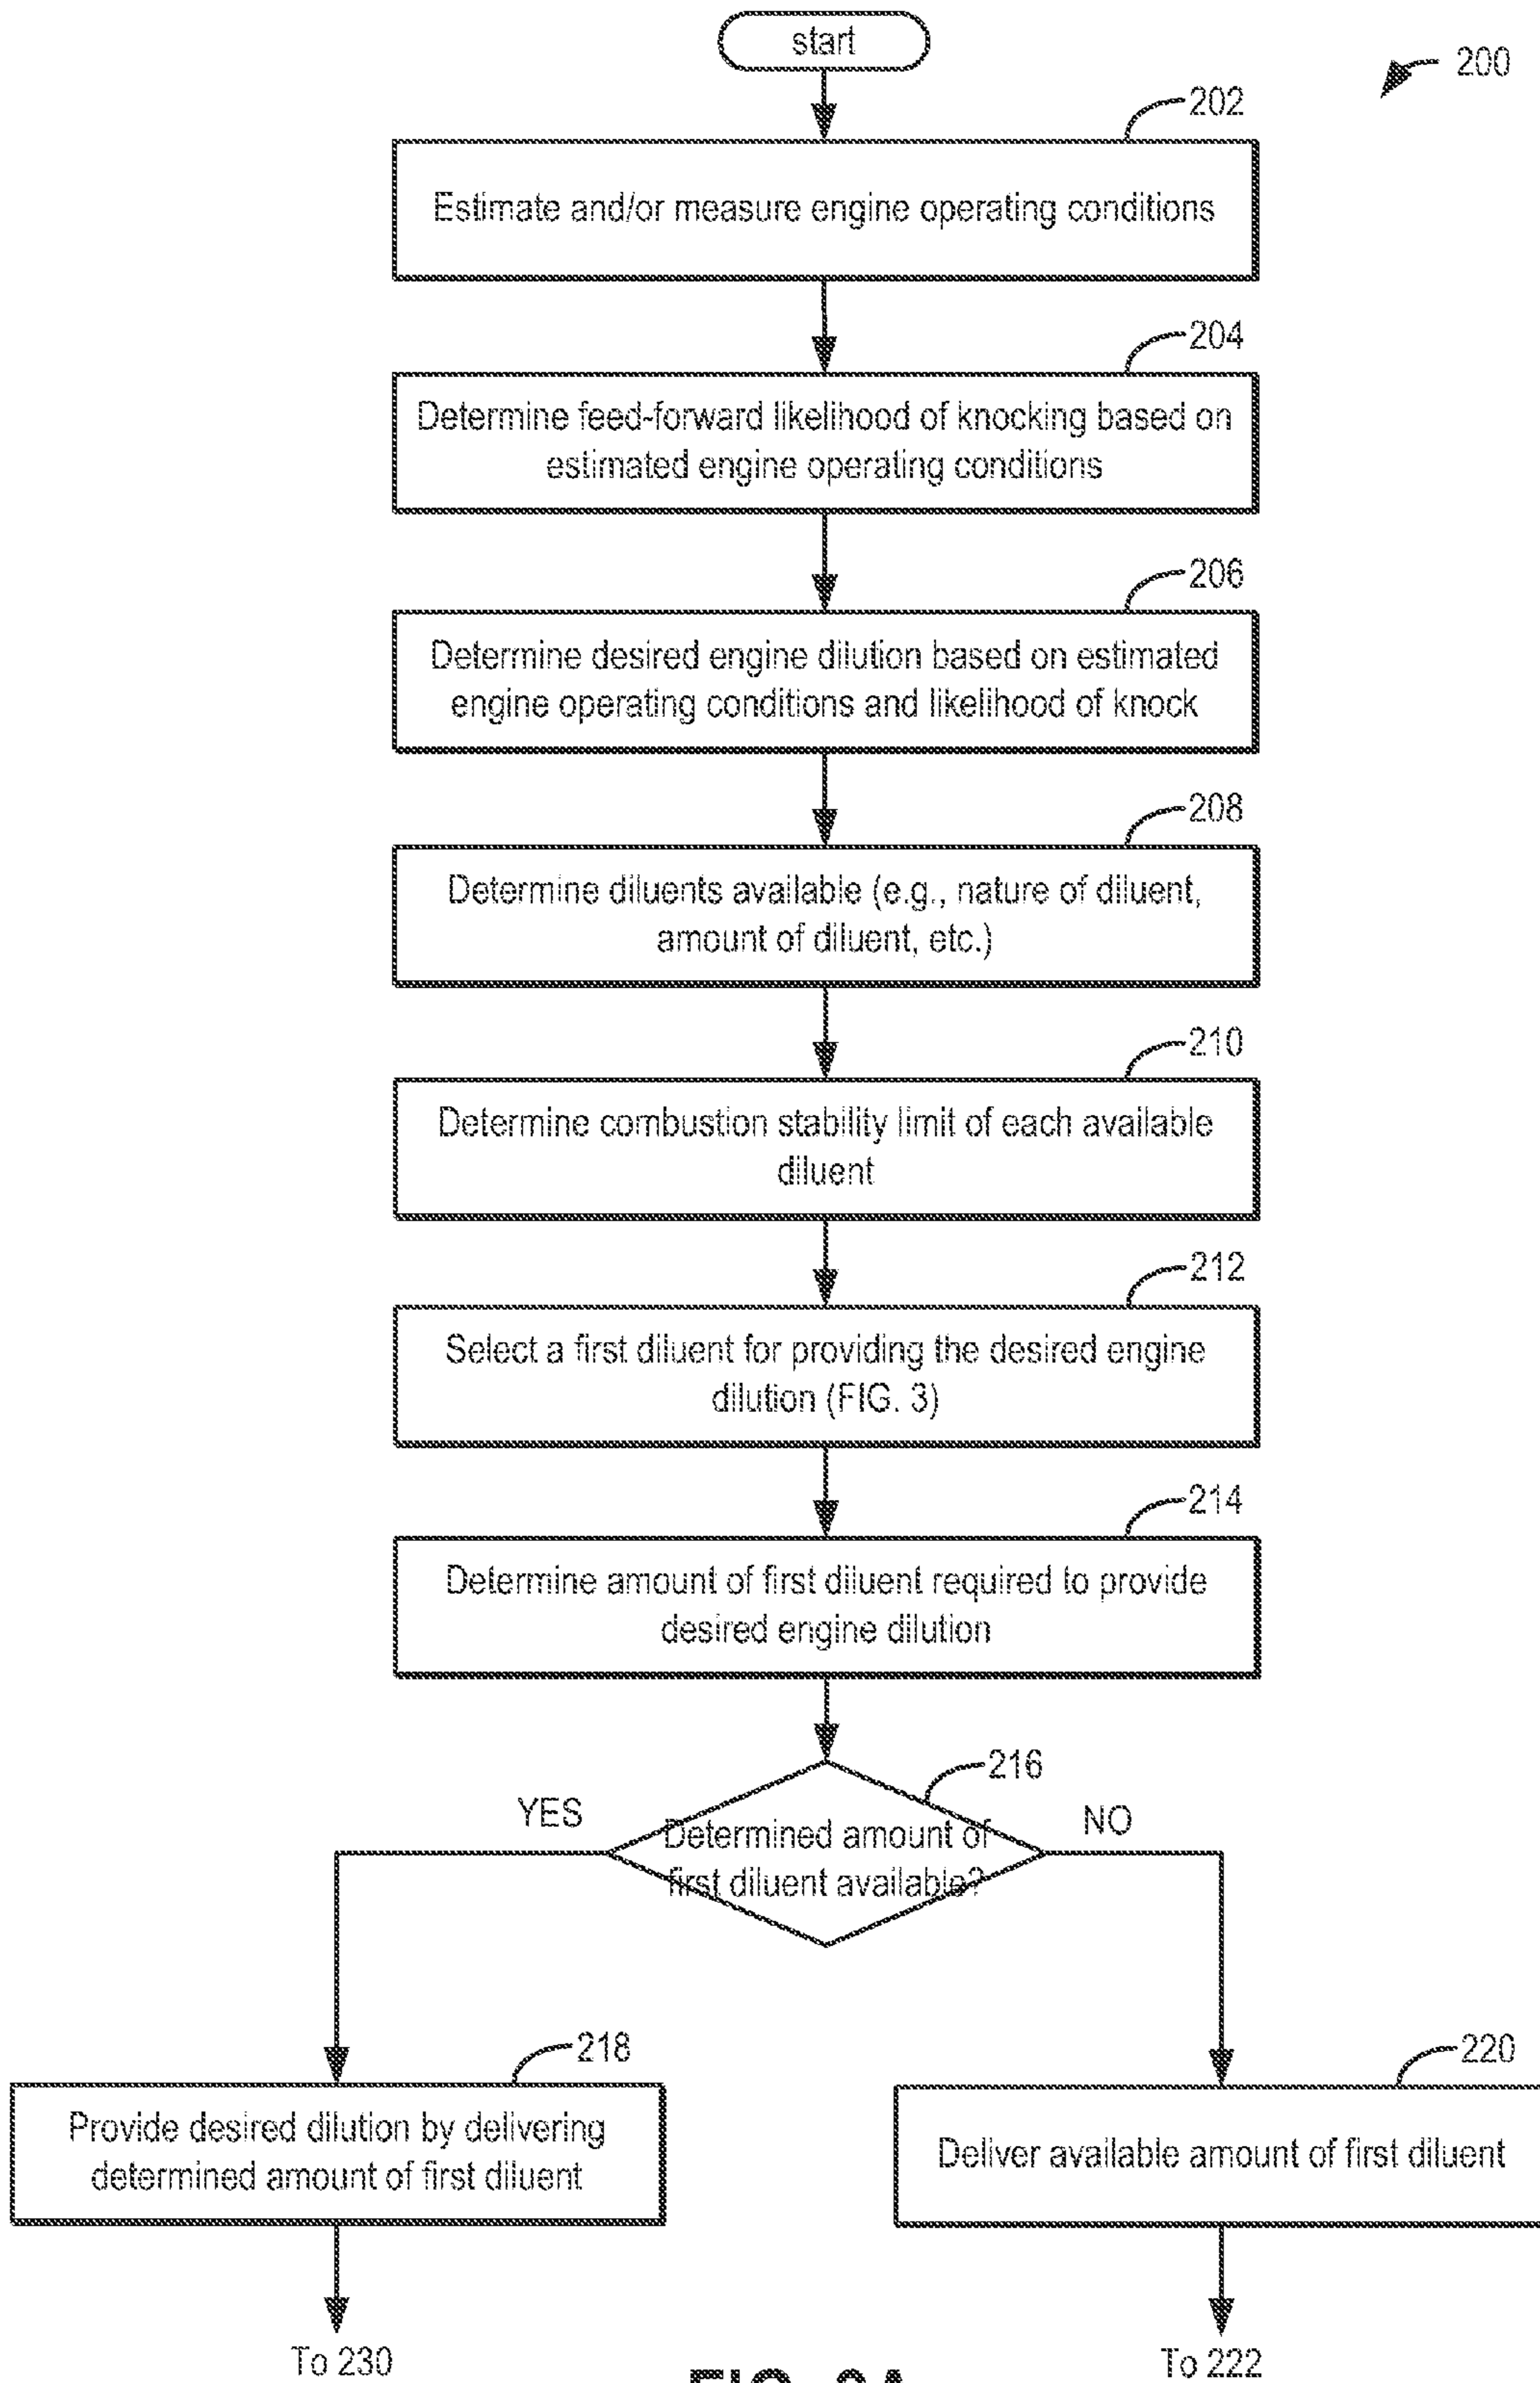 start
200
202
Estimate and/or measure engine operating conditions
204
Determine feed-forward likelihood of knocking based on
estimated engine operating conditions
206
Determine desired engine dilution based on estimated
engine operating conditions and likelihood of knock
208
Determine diluents available (e.g., nature of diluent,
amount of diluent, etc.)
210
Determine combustion stability limit of each available
diluent
212
Select a first diluent for providing the desired engine
dilution (FIG. 3)
214
Determine amount of first diluent required to provide
desired engine dilution
216
YES
NO
Determined amount of
first diluent available?
218
220
Provide desired dilution by delivering
determined amount of first diluent
Deliver available amount of first diluent
To 230
To 222